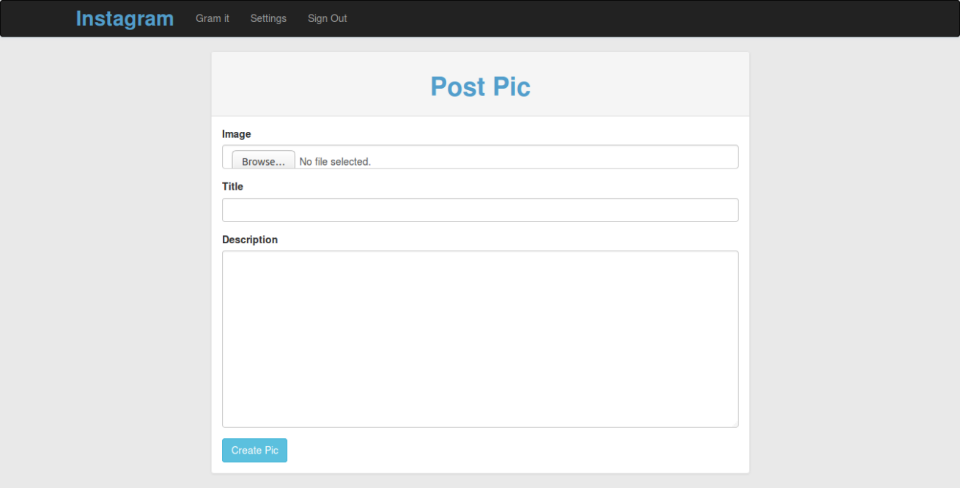 Instagram Gram it Settings Sign Out
Post Pic
Image
Browse... No file selected.
Title
Description
Create Pic